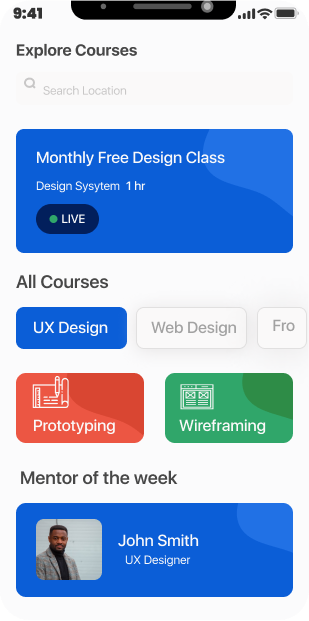 9:41
Explore Courses
Search Location
Monthly Free Design Class
Design Sysytem 1 hr
LIVE
All Courses
UX Design
Web Design
Fro
Prototyping
Wireframing
Mentor of the week
John Smith
UX Designer